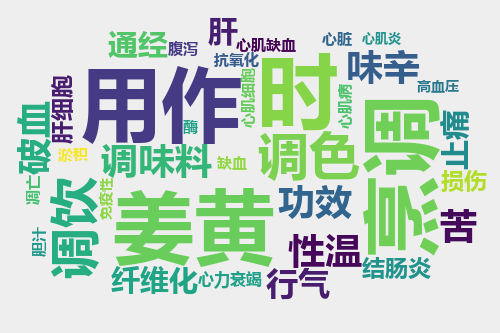 通经
腹泻
肝
心肌缺血
心脏
心肌炎
抗氧化
味辛
高血压
肝细胞
用作
心肌细胞
时
心肌病
烹调
破血
酶
止痛
淤积
调味料
缺血
调色
损伤
凋亡
调饮
免疫性
姜黄
功效
苦
胆汁
性温
结肠炎
纤维化
心力衰竭
行气